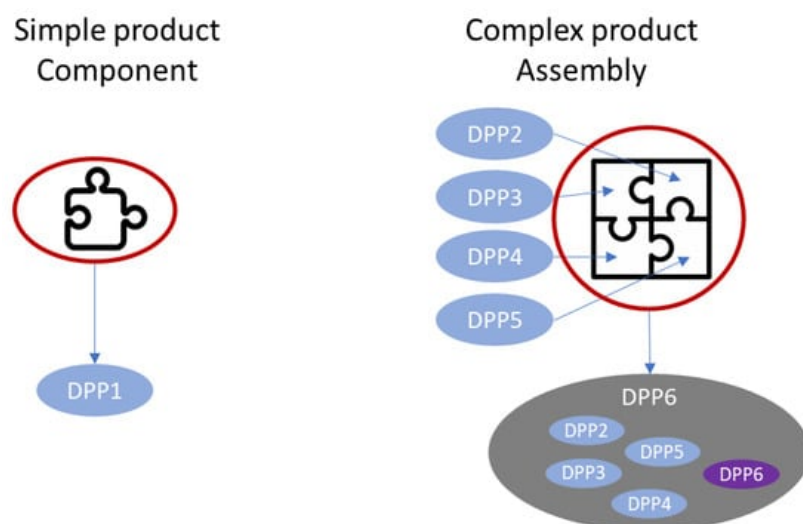 Simple product
Component
DPP1
Complex product
Assembly
DPP2
DPP3
DPP4
DPP5
DPP6
DPP2
DPP5
DPP3
DPP6
DPP4